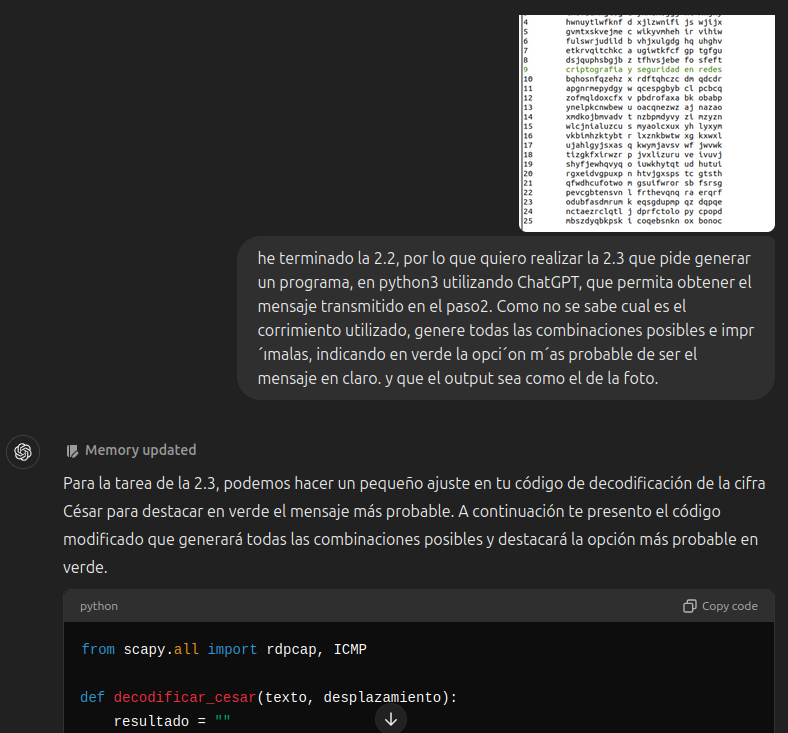 4 hwnuytlwfknf d xjlzwnifi js wjijx
5 gvmtxskvejme c wikyvmheh ir vihiw
6 fulswrjudild b vhjxulgdg hq uhghv
7 etkrvqitchkc a ugiwtkfcf gp tgfgu
8 dsjquphsbgjb z tfhvsjebe fo sfeft
9 criptografia y seguridad en redes
10 bqhosnfqzehz x rdftqhczc dm qdcdr
11 apgnrmepydgy w qcespgbyb cl pcbcq
12 zofmqldoxcfx v pbdrofaxa bk obabp
13 ynelpkcnwbew u oacqnezwz aj nazao
14 xmdkojbmvadv t nzbpmdyvy zi mzyzn
15 wlcjnialuzcu s myaolcxux yh lyxym
16 vkbimhzktybt r lxznkbwtw xg kxwxl
17 ujahlgyjsxas q kwymjavsv wf jwvwk
18 tizgkfxirwzr p jvxlizuru ve ivuvj
19 shyfjewhqvyq o iuwkhytqt ud hutui
20 rgxeidvgpuxp n htvjgxsps tc gtsth
21 qfwdhcufotwo m gsuifwror sb fsrsg
22 pevcgbtensvn l frthevqnq ra erqrf
23 odubfasdmrum k eqsgdupmp qz dqpqe
24 nctaezrclqtl j dprfctolo py cpopd
25 mbszdyqbkpsk i coqebsnkn ox bonoc
he terminado la 2.2, por lo que quiero realizar la 2.3 que pide generar
un programa, en python3 utilizando ChatGPT, que permita obtener el
mensaje transmitido en el paso2. Como no se sabe cual es el
corrimiento utilizado, genere todas las combinaciones posibles e impr
´ımalas, indicando en verde la opci´on m´as probable de ser el
mensaje en claro. y que el output sea como el de la foto.
Memory updated
Para la tarea de la 2.3, podemos hacer un pequeño ajuste en tu código de decodificación de la cifra
César para destacar en verde el mensaje más probable. A continuación te presento el código
modificado que generará todas las combinaciones posibles y destacará la opción más probable en
verde.
python
Copy code
from scapy.all import rdpcap, ICMP
def decodificar_cesar(texto, desplazamiento):
resultado = ""